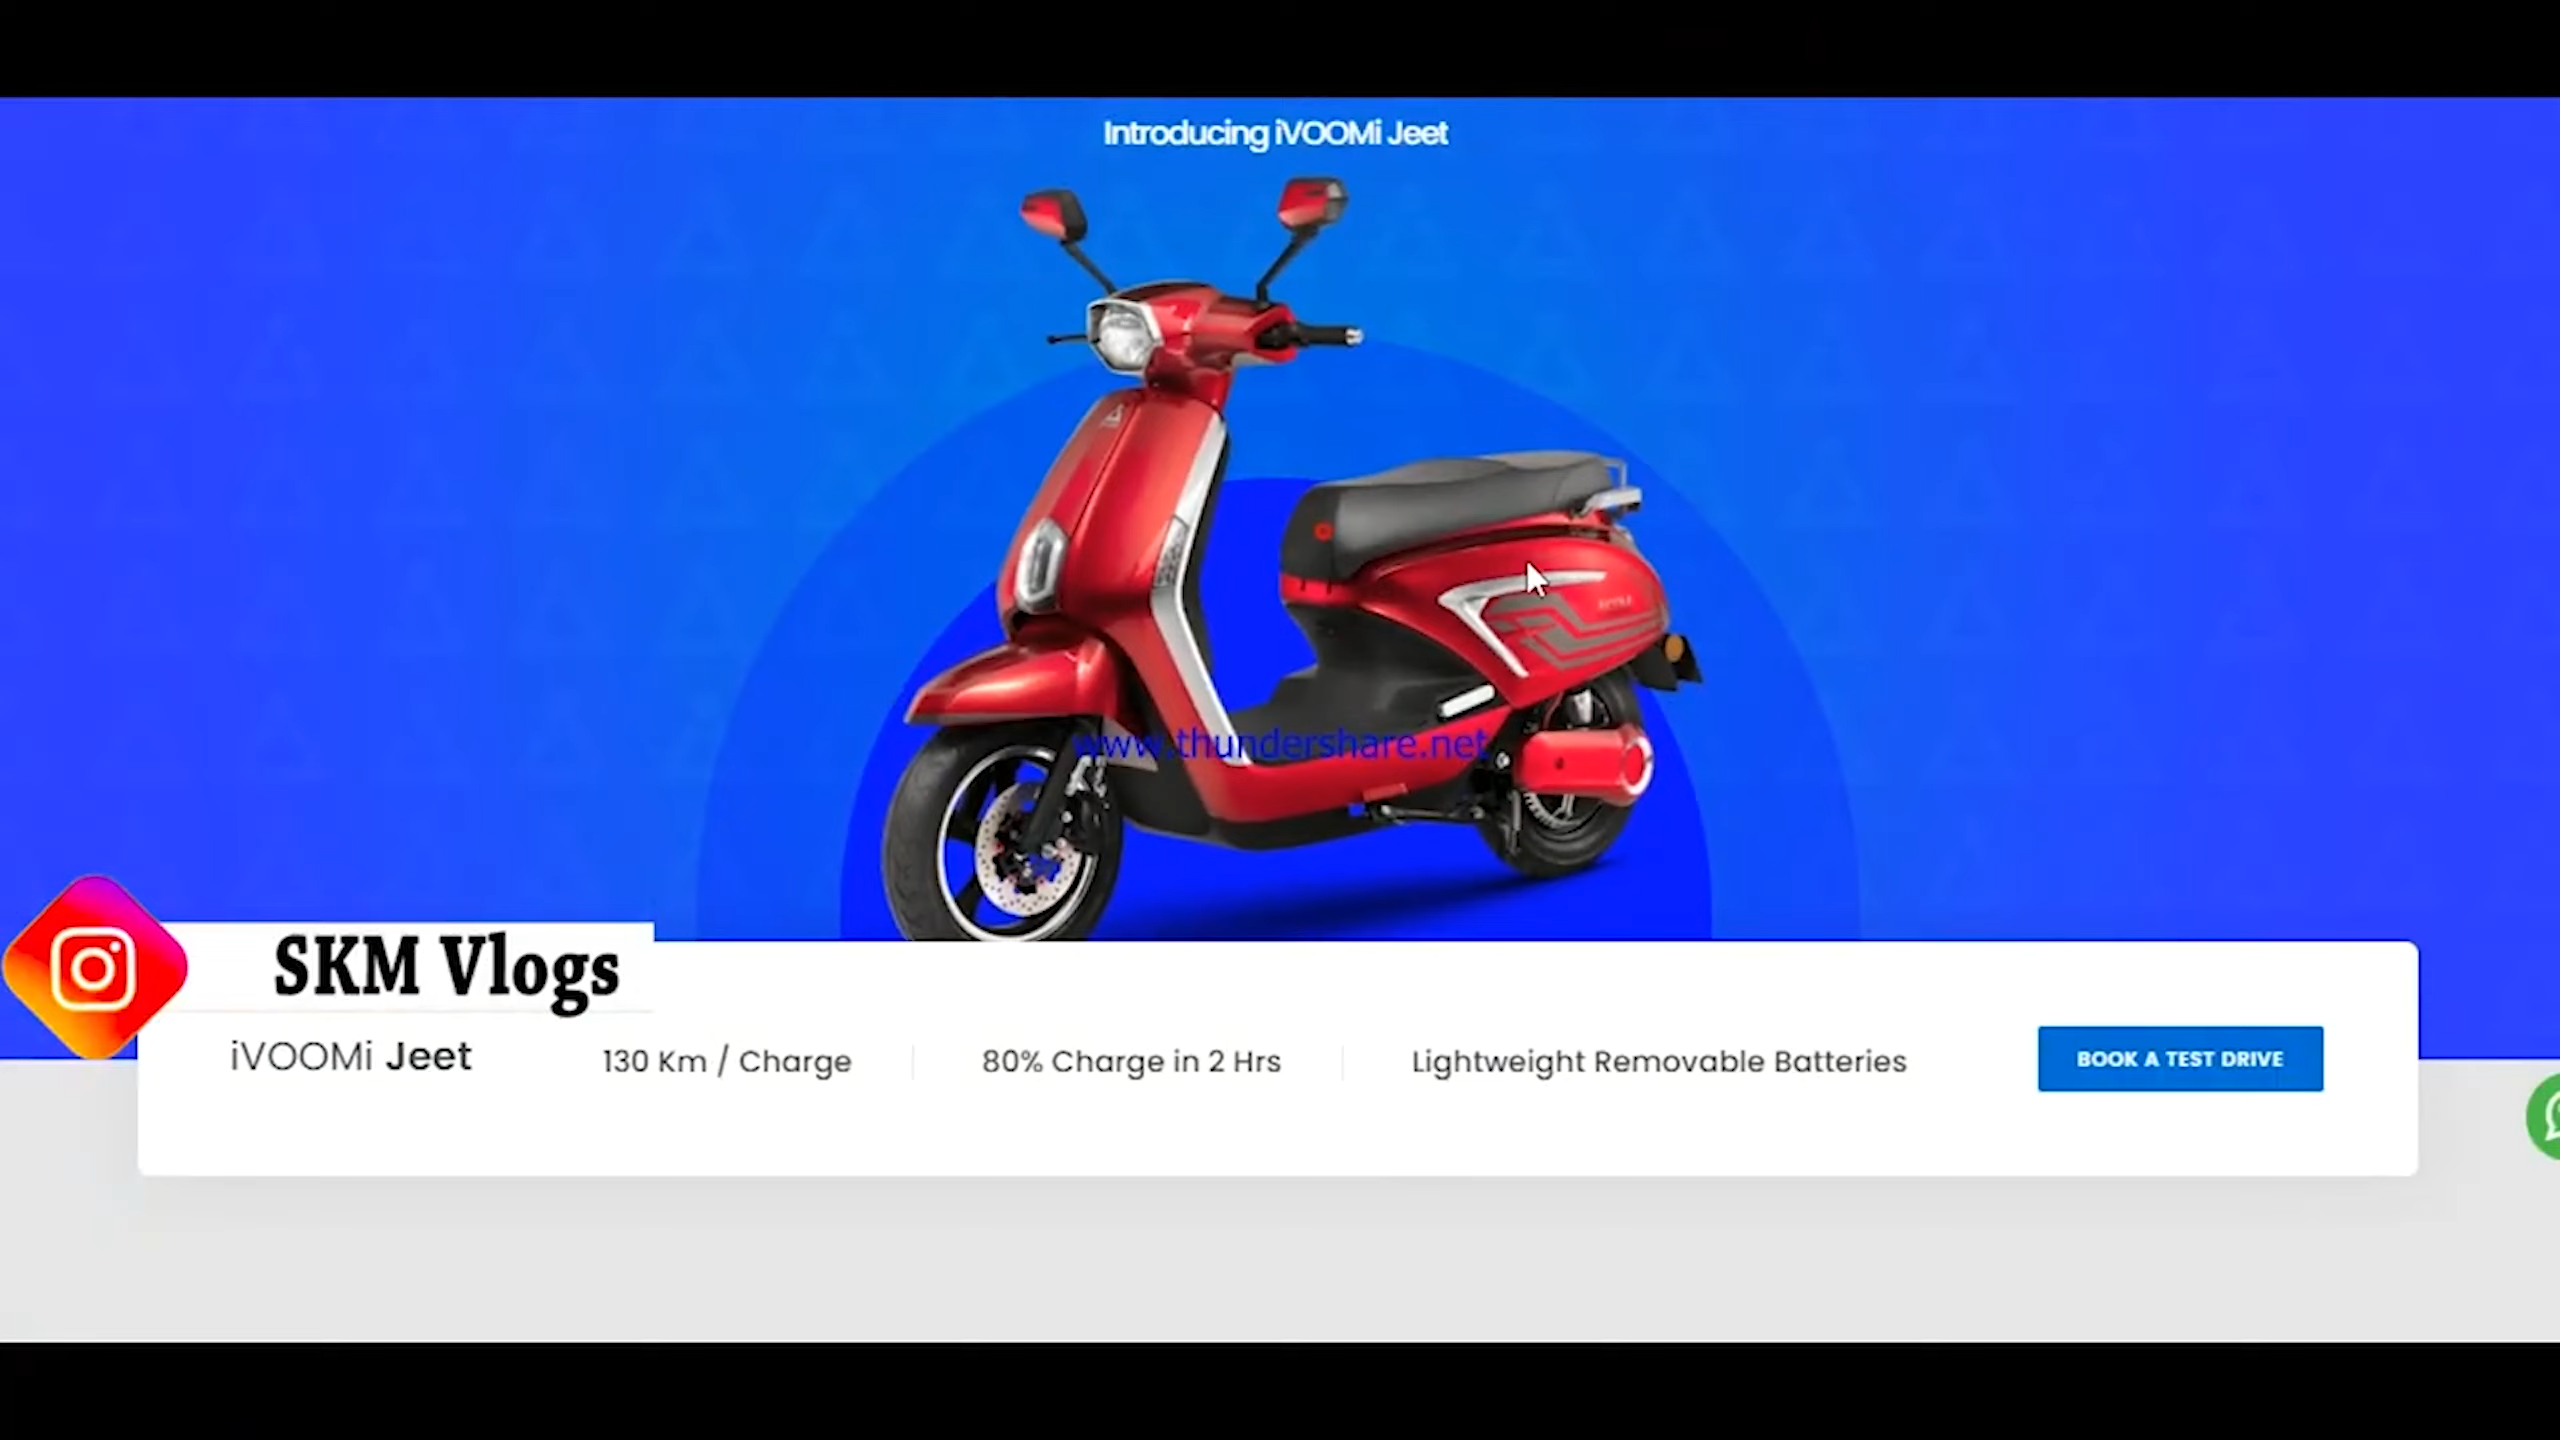 Introducing iVOOMi Jeet
www.thundershare.net
SKM Vlogs
iVOOMi Jeet
130 Km / Charge
80% Charge in 2 Hrs
Lightweight Removable Batteries
BOOK A TEST DRIVE